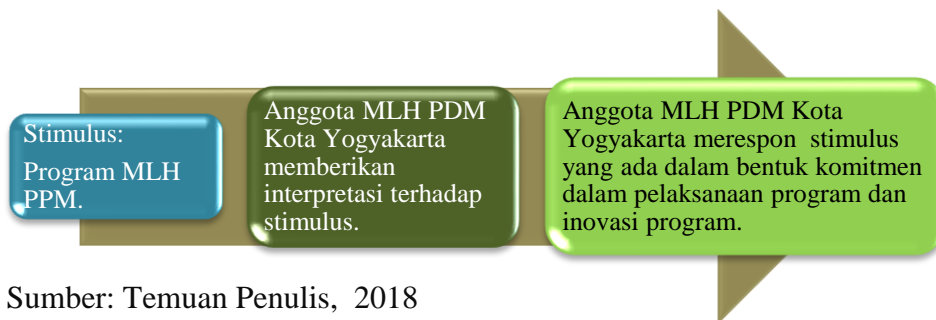 Stimulus:
Program MLH
PPM.
Anggota MLH PDM
Kota Yogyakarta
memberikan
interpretasi terhadap
stimulus.
Anggota MLH PDM Kota
Yogyakarta merespon stimulus
yang ada dalam bentuk komitmen
dalam pelaksanaan program dan
inovasi program.
Sumber: Temuan Penulis, 2018